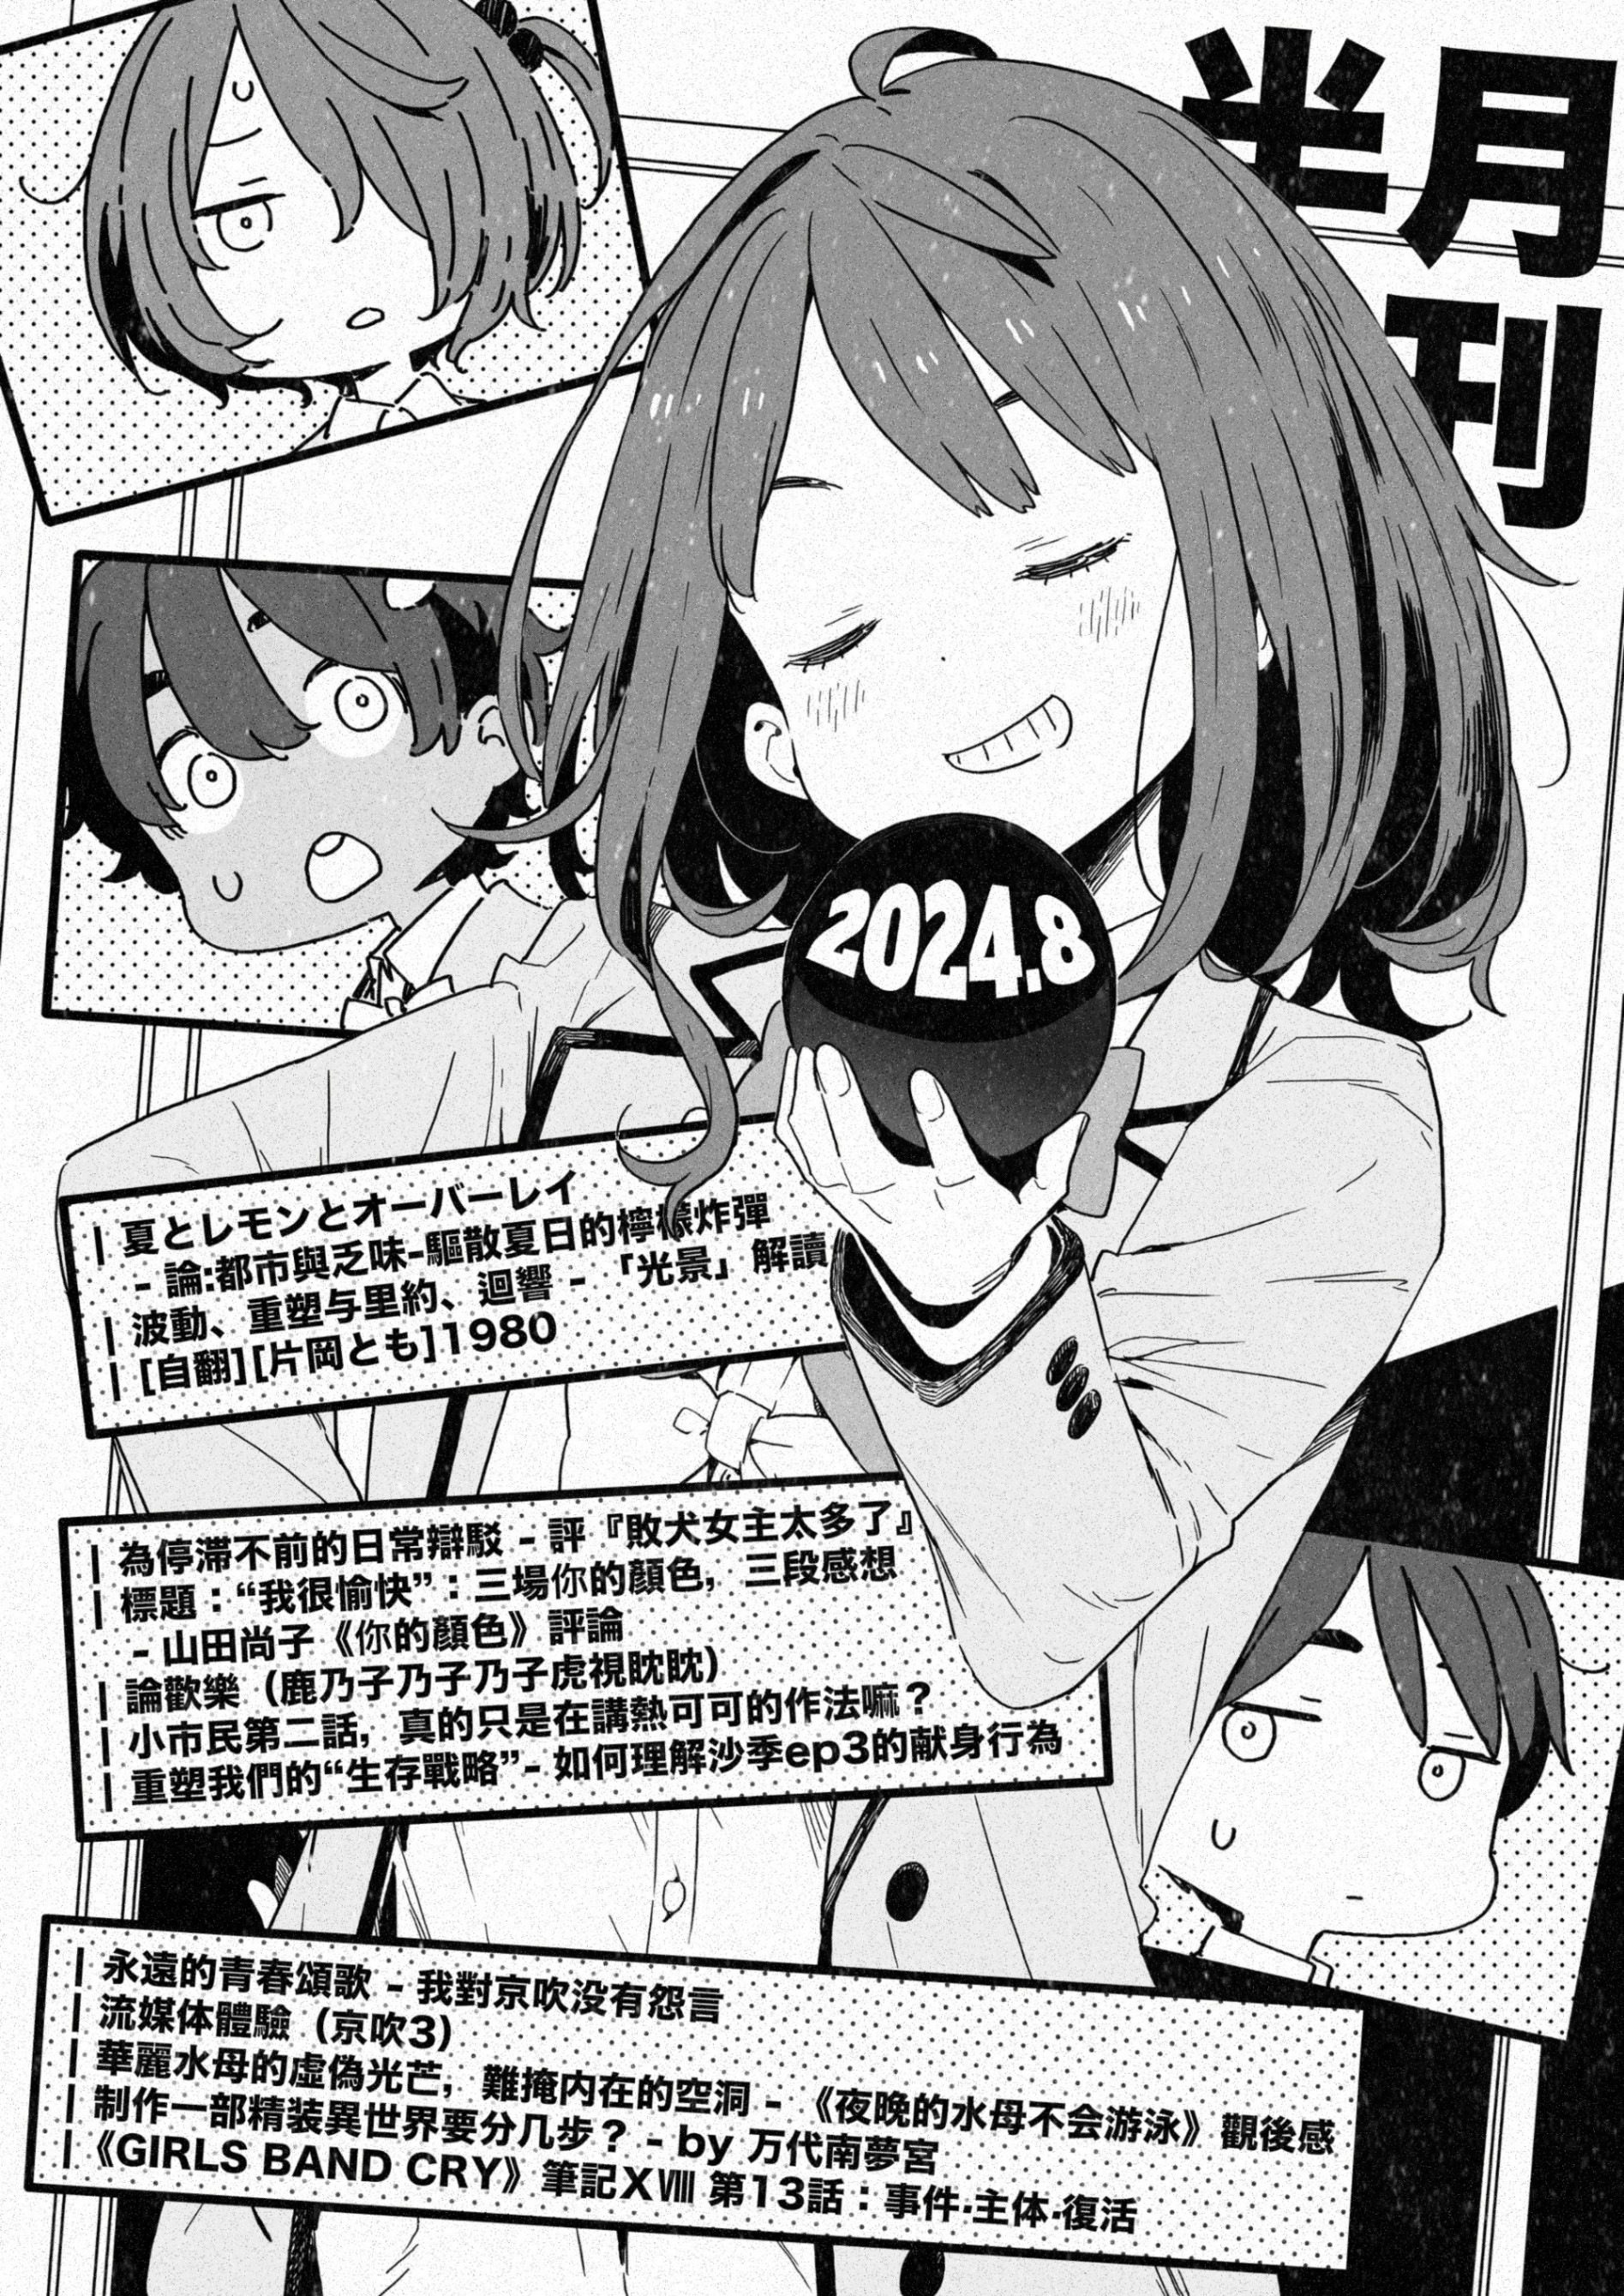 半月刊
2024.8
| 夏とレモンとオーバーレイ
- 論:都市與乏味-驅散夏日的檸檬炸彈
| 波動、重塑与里約、迴響 - 「光景」解讀
| [自翻][片岡とも]1980
| 為停滯不前的日常辯駁 - 評『敗犬女主太多了』
| 標題：“我很愉快”：三場你的顏色，三段感想
- 山田尚子《你的顏色》評論
| 論歡樂（鹿乃子乃子乃子虎視眈眈）
| 小市民第二話，真的只是在講熱可可的作法嘛？
| 重塑我們的“生存戰略”- 如何理解沙季ep3的献身行為
| 永遠的青春頌歌 - 我對京吹没有怨言
| 流媒体體驗（京吹3）
| 華麗水母的虛偽光芒，難掩内在的空洞 - 《夜晚的水母不会游泳》觀後感
| 制作一部精装異世界要分几步？ - by 万代南夢宮
| 《GIRLS BAND CRY》筆記XⅧ 第13話：事件·主体·復活